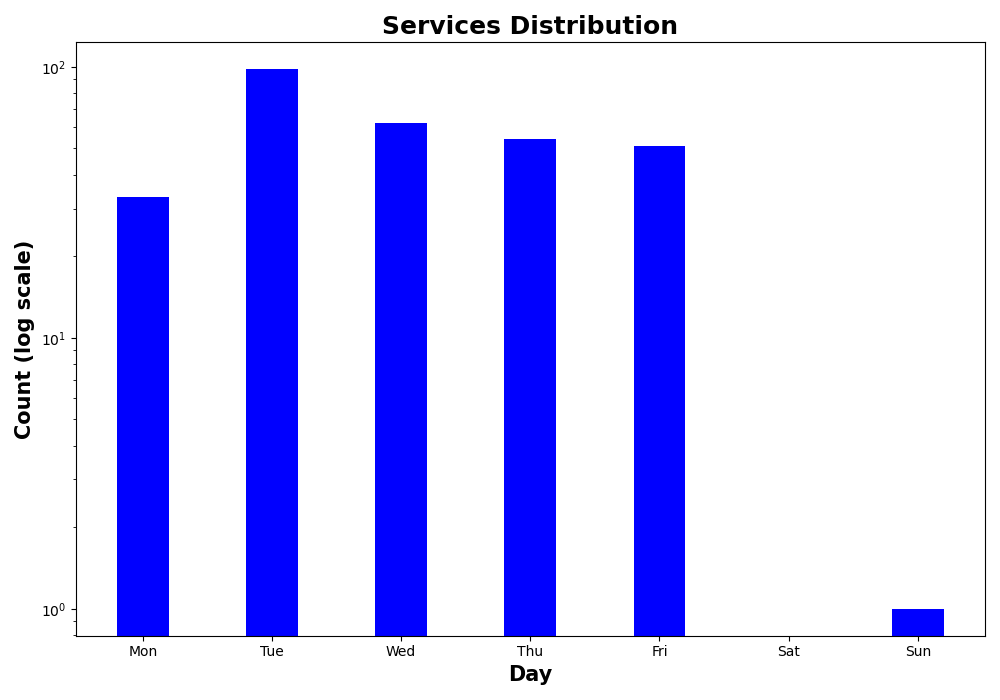 Services Distribution
Count (log scale)
10²
10¹
10⁰
Mon Tue Wed Thu Fri Sat Sun
Day